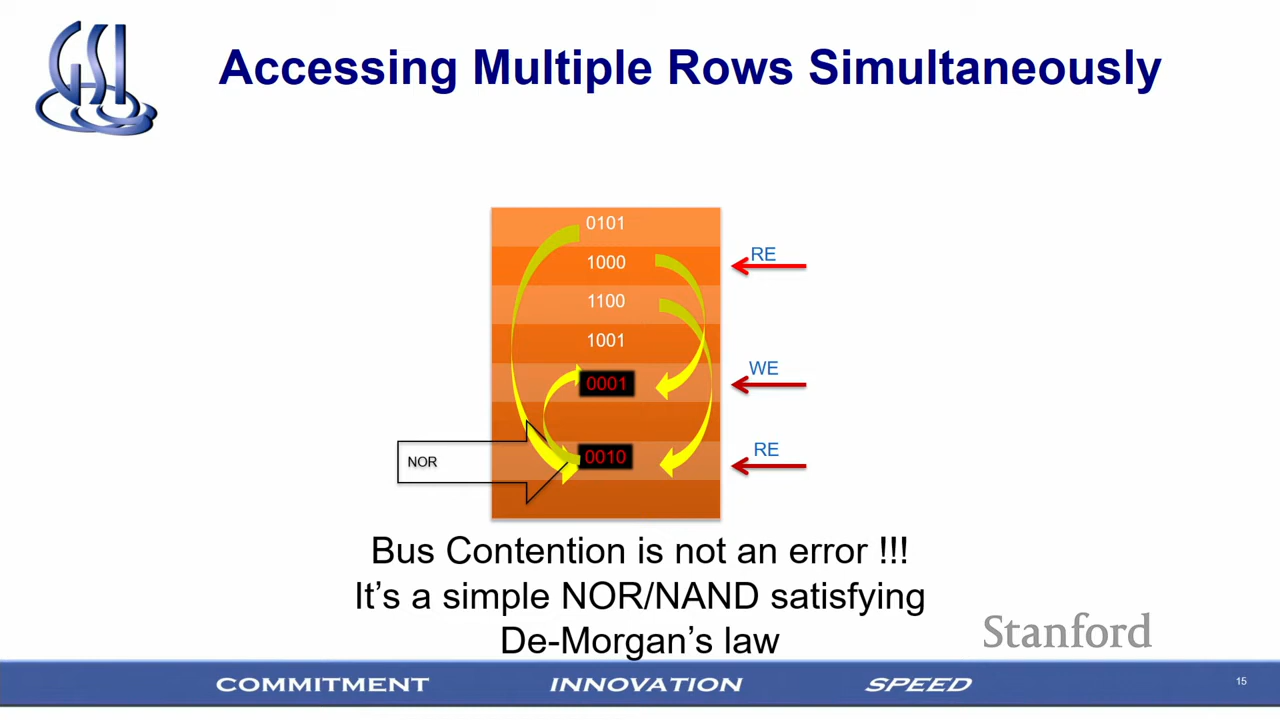 GSI
Accessing Multiple Rows Simultaneously
0101
1000
RE
1100
1001
WE
0001
RE
0010
NOR
Bus Contention is not an error !!!
It's a simple NOR/NAND satisfying
De-Morgan's law
Stanford
COMMITMENT INNOVATION SPEED 15